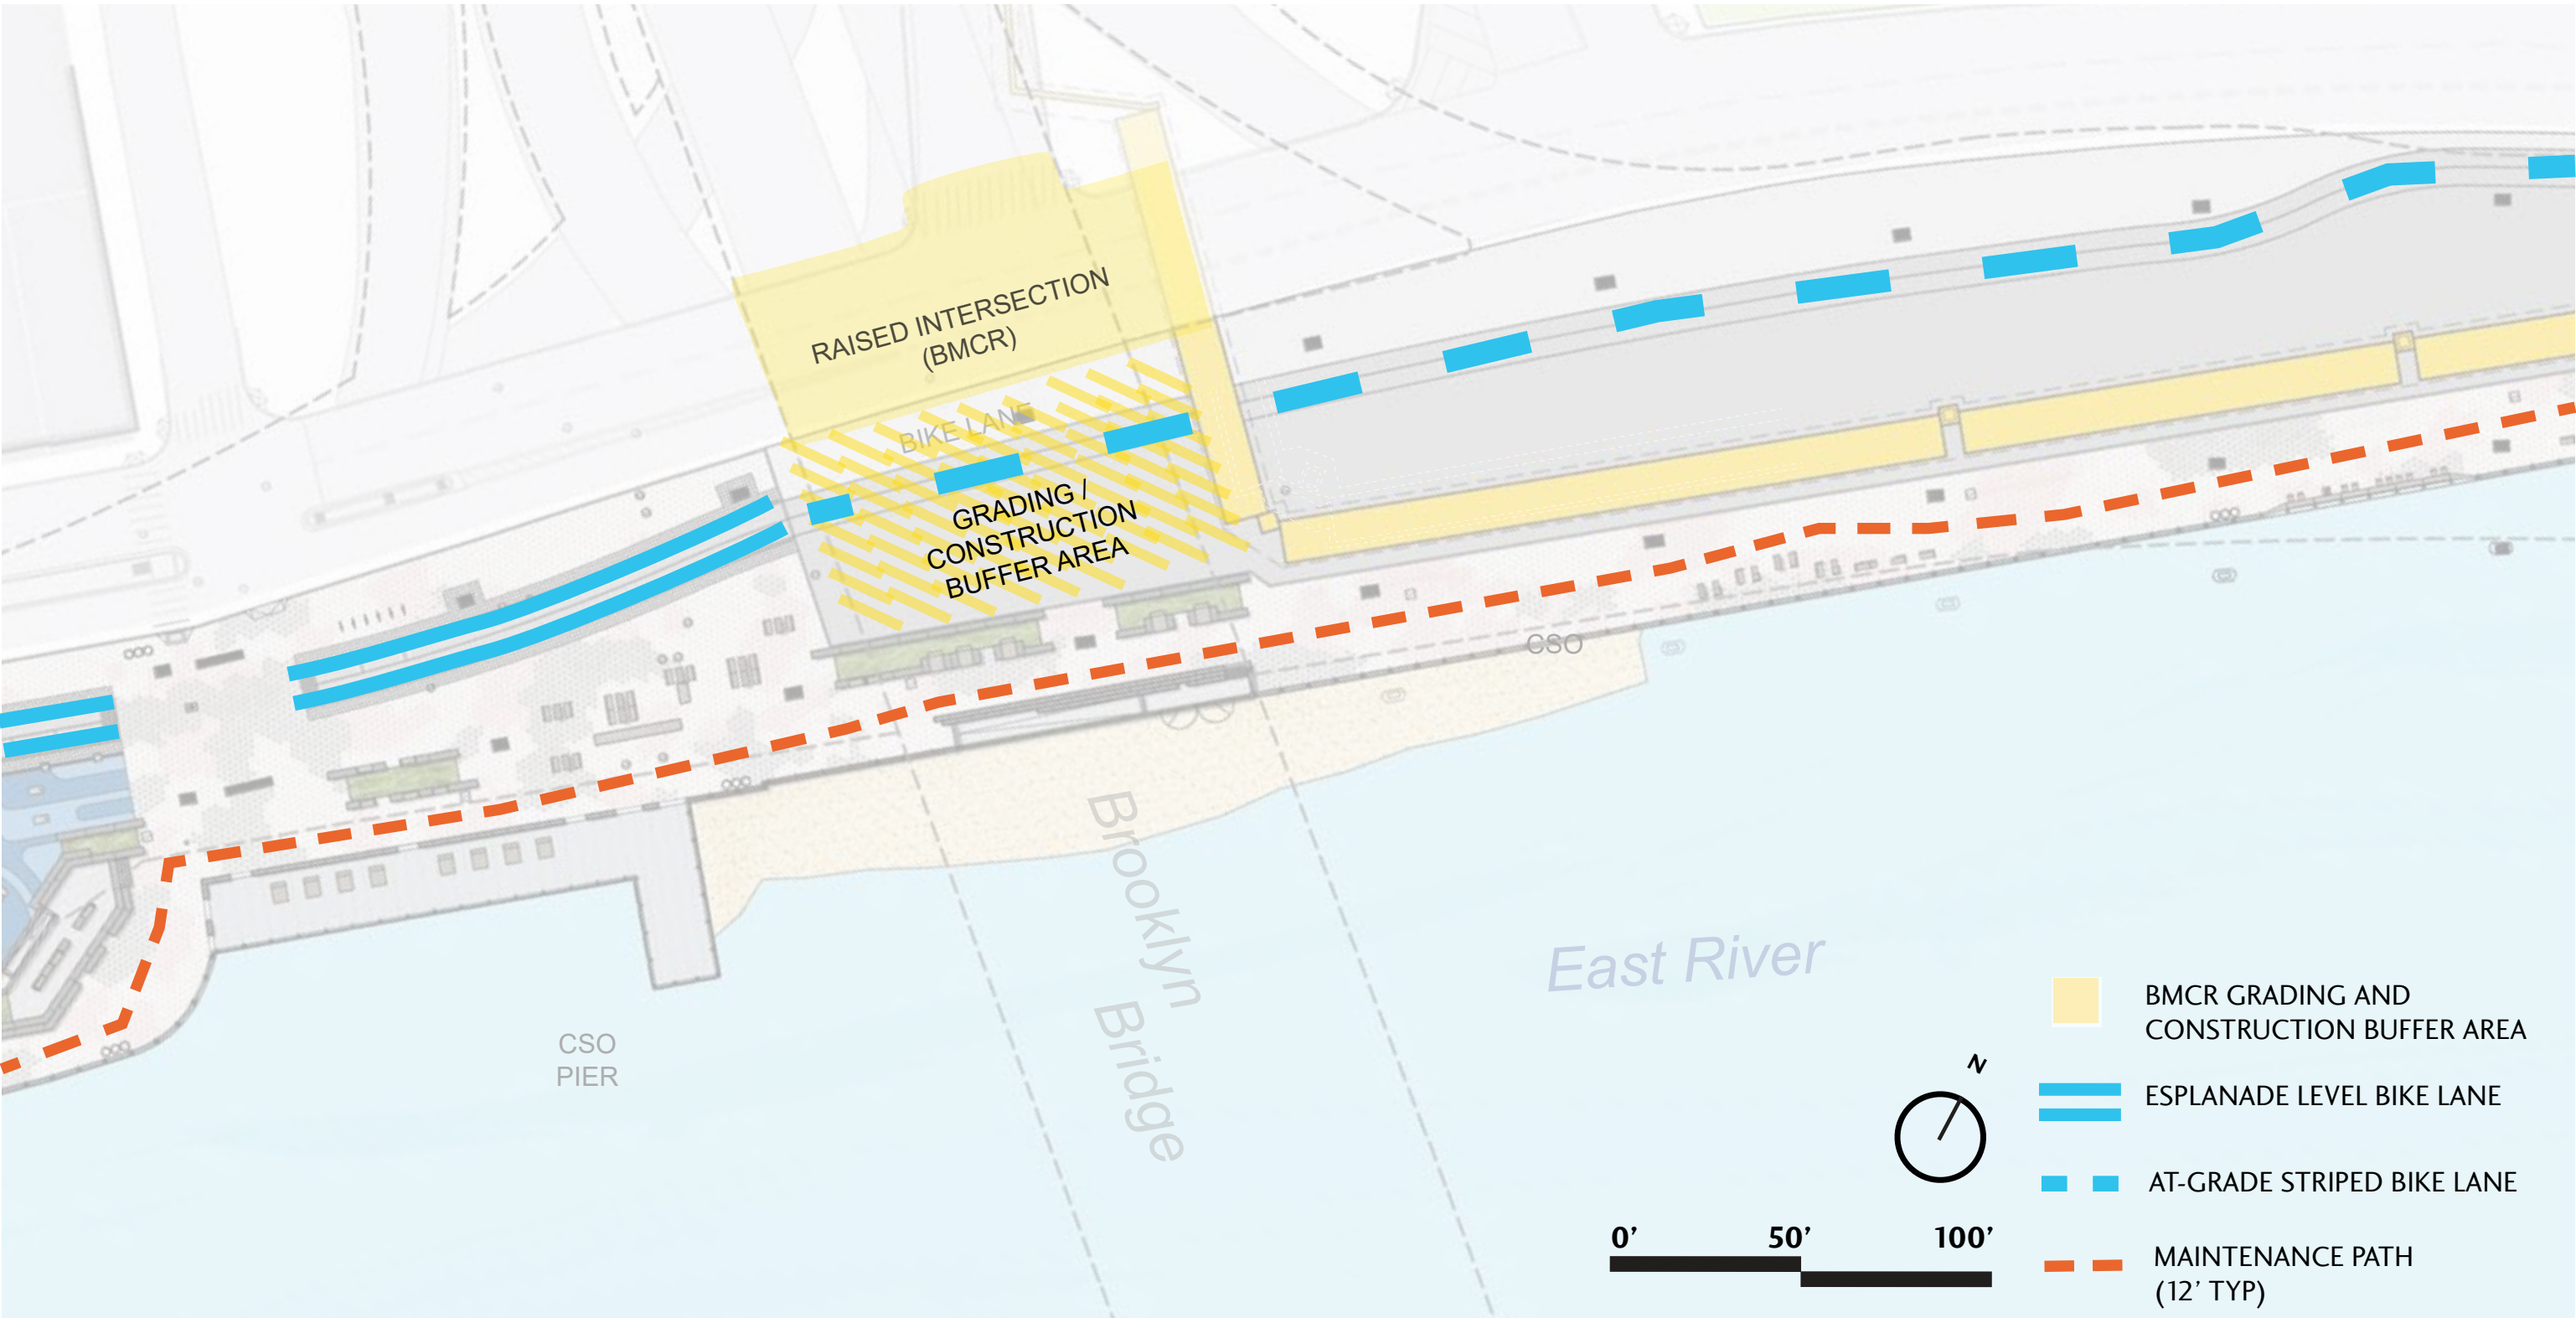 RAISED INTERSECTION
(BMCR)
BIKE LANE
GRADING /
CONSTRUCTION
BUFFER AREA
CSO
Brooklyn
Bridge
East River
CSO
PIER
N
0’ 50’ 100’
BMCR GRADING AND
CONSTRUCTION BUFFER AREA
ESPLANADE LEVEL BIKE LANE
AT-GRADE STRIPED BIKE LANE
MAINTENANCE PATH
(12’ TYP)